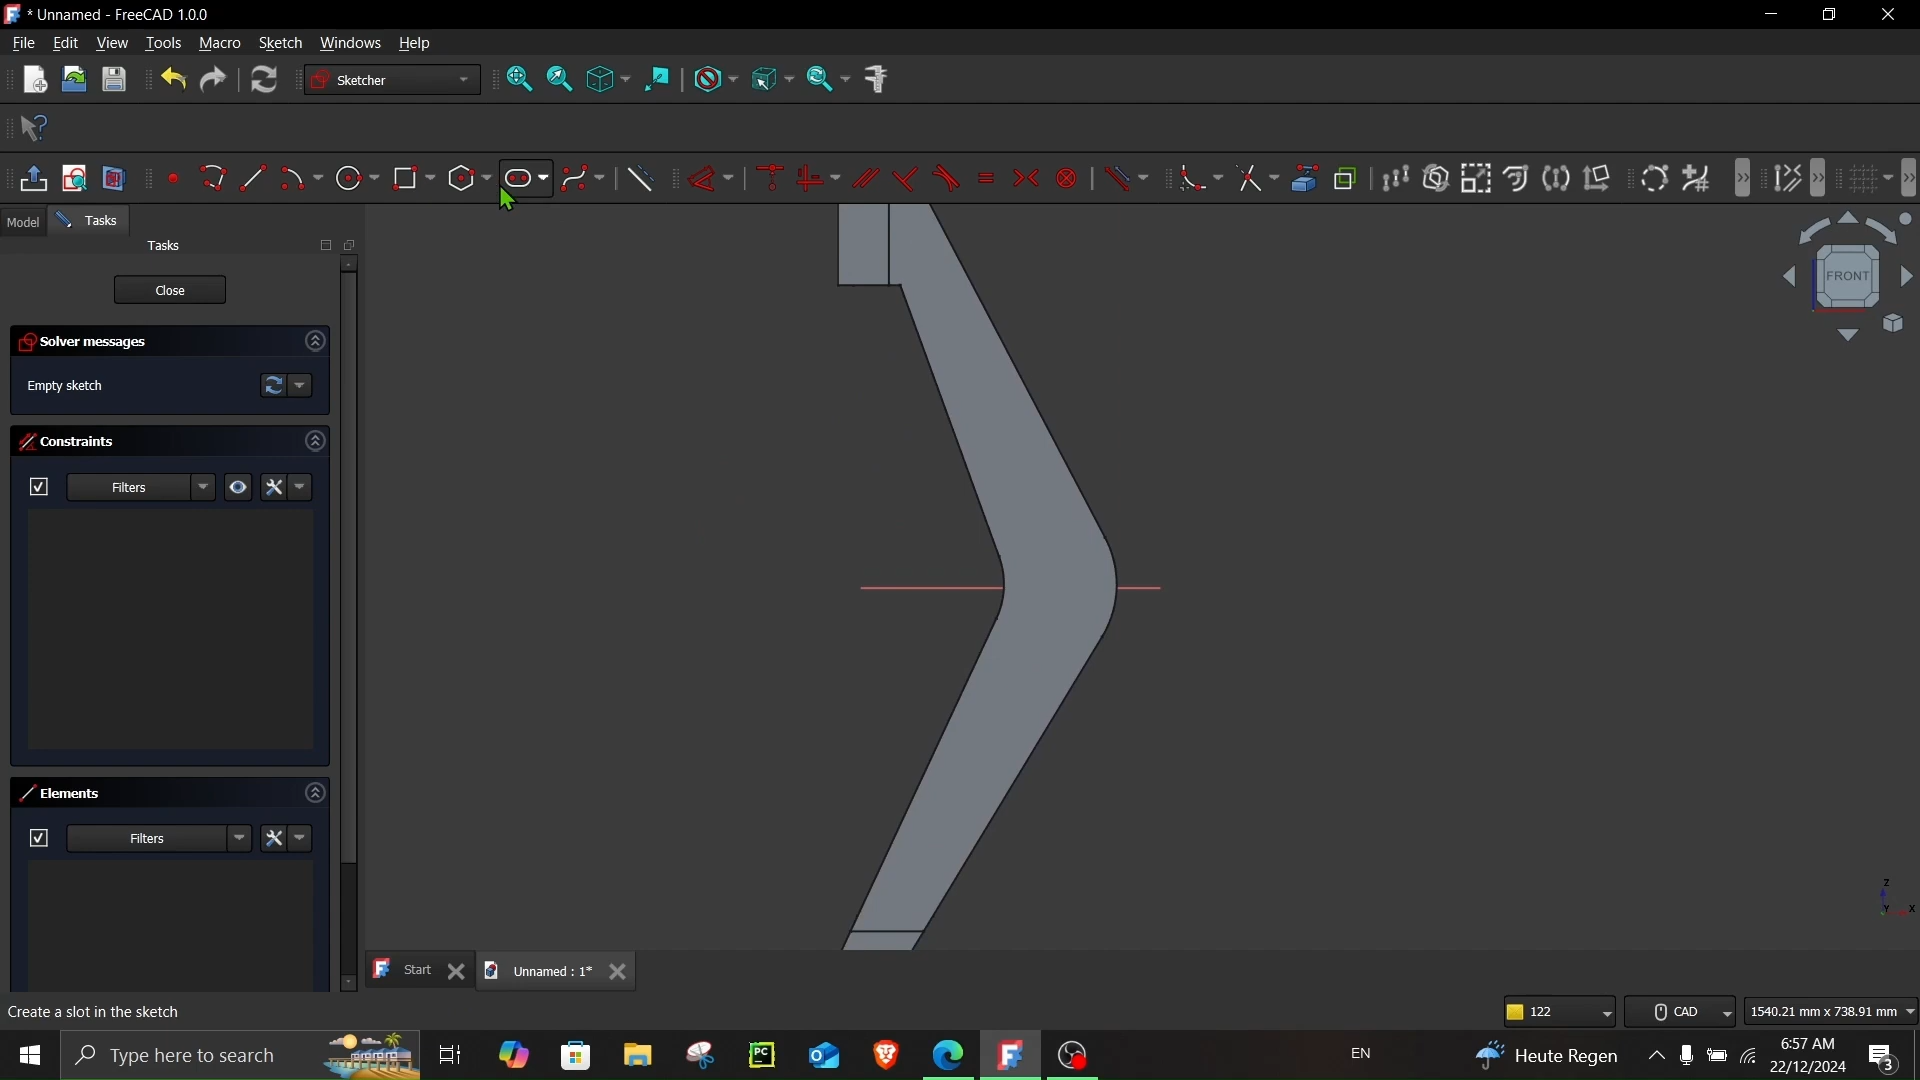 * Unnamed - FreeCAD 1.0.0
File Edit View Tools Macro Sketch Windows Help
Sketcher
Model Tasks
Tasks
Close
Solver messages
Empty sketch
Constraints
Filters
Elements
Filters
FRONT
Z
Y X
Start Unnamed : 1*
Create a slot in the sketch
122 CAD 1540.21 mm x 738.91 mm
Type here to search
PC
EN
Heute Regen
6:57 AM
22/12/2024
3